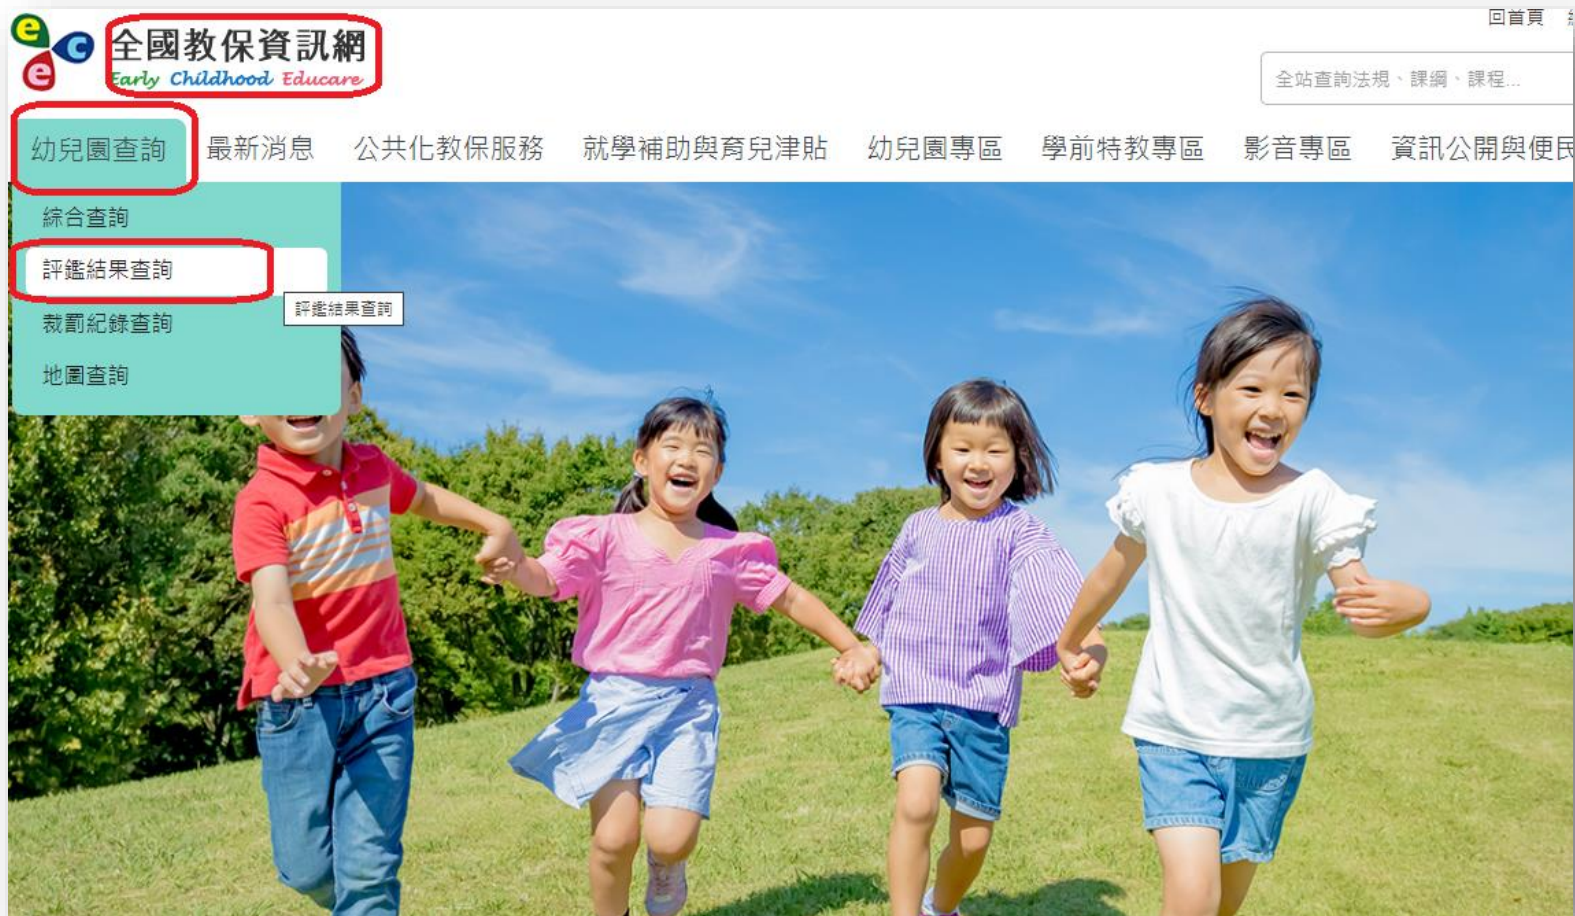 回首頁
e c e
全國教保資訊網
Early Childhood Educare
全站查詢法規、課綱、課程...
幼兒園查詢 最新消息 公共化教保服務 就學補助與育兒津貼 幼兒園專區 學前特教專區 影音專區 資訊公開與便民
綜合查詢
評鑑結果查詢
評鑑結果查詢
裁罰紀錄查詢
地圖查詢